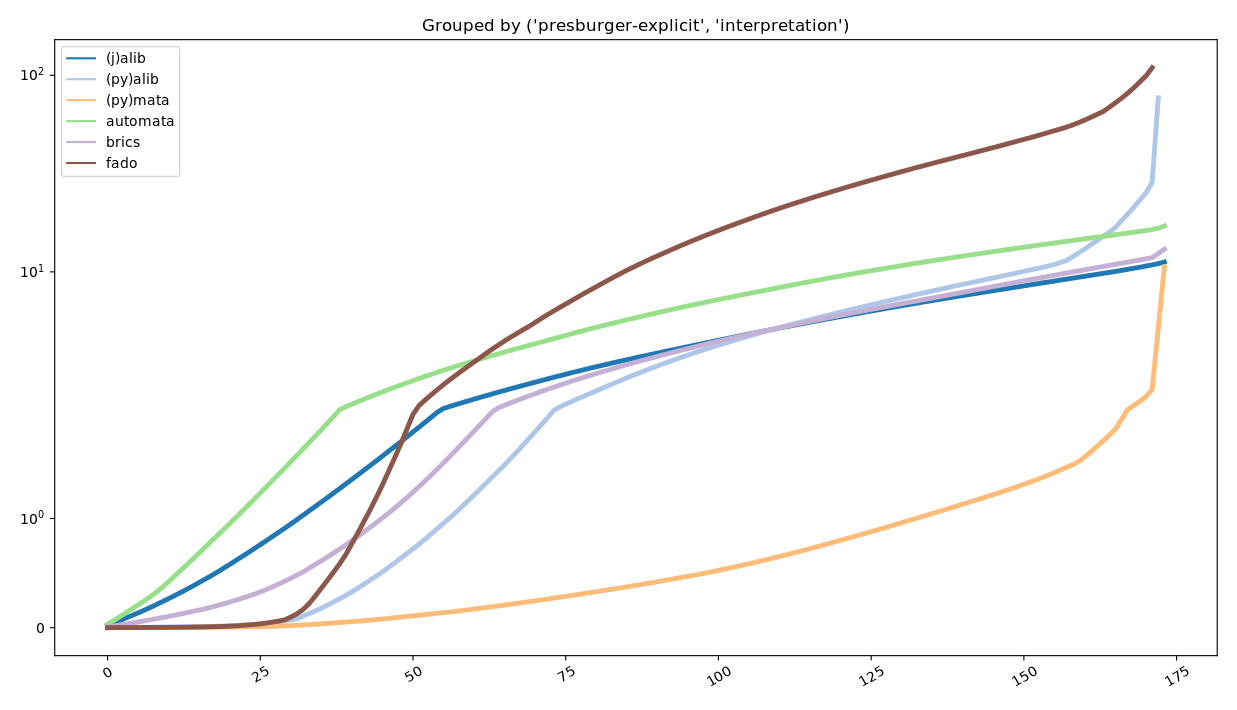 Grouped by ('presburger-explicit', 'interpretation')
(j)alib
(py)alib
(py)mata
automata
brics
fado
10²
10¹
10⁰
0
0
25
50
75
100
125
150
175